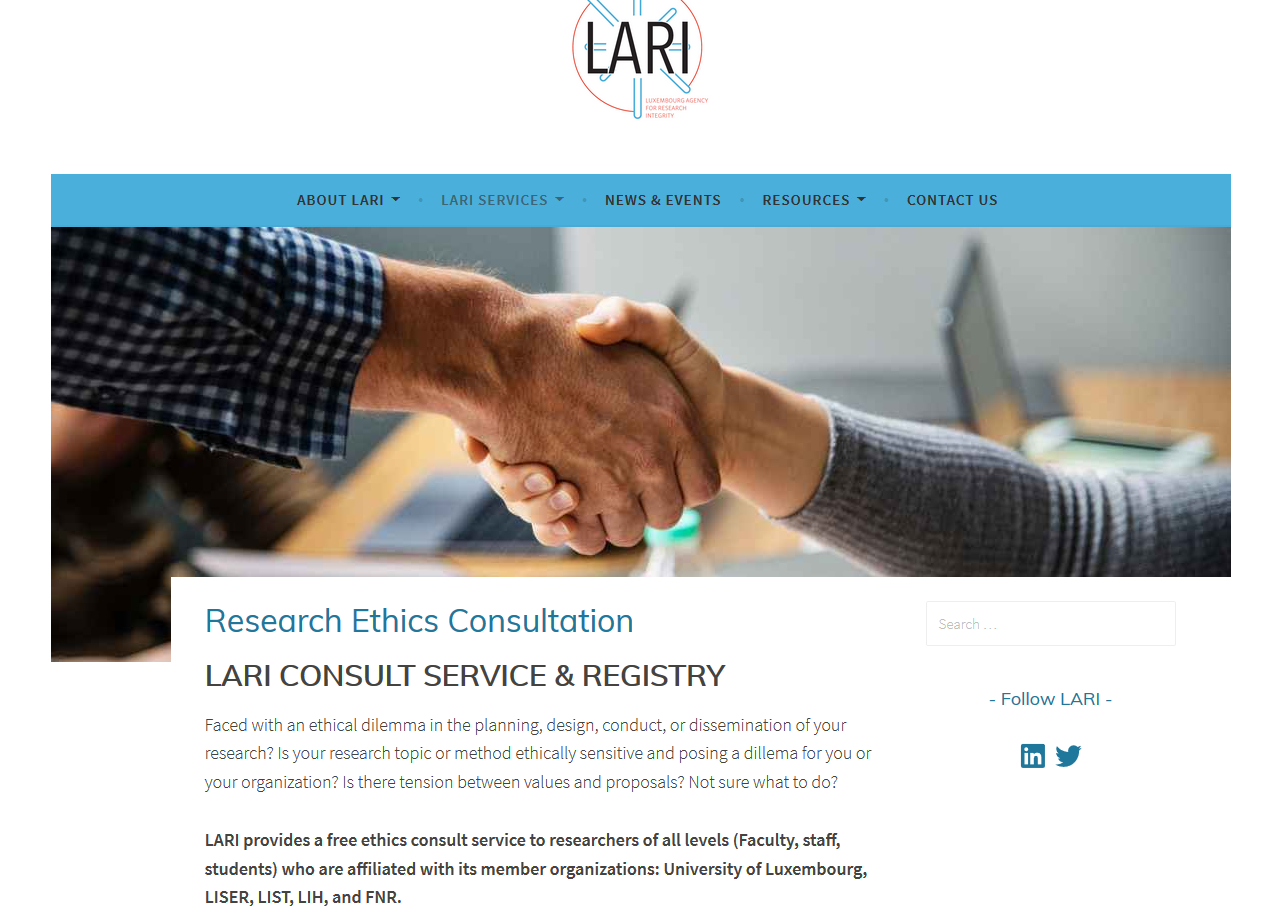 LARI
LUXEMBOURG AGENCY
FOR RESEARCH
INTEGRITY
ABOUT LARI
LARI SERVICES
NEWS & EVENTS
RESOURCES
CONTACT US
Research Ethics Consultation
LARI CONSULT SERVICE & REGISTRY
Faced with an ethical dilemma in the planning, design, conduct, or dissemination of your
research? Is your research topic or method ethically sensitive and posing a dillema for you or
your organization? Is there tension between values and proposals? Not sure what to do?
LARI provides a free ethics consult service to researchers of all levels (Faculty, staff,
students) who are affiliated with its member organizations: University of Luxembourg,
LISER, LIST, LIH, and FNR.
Search …
- Follow LARI -
in